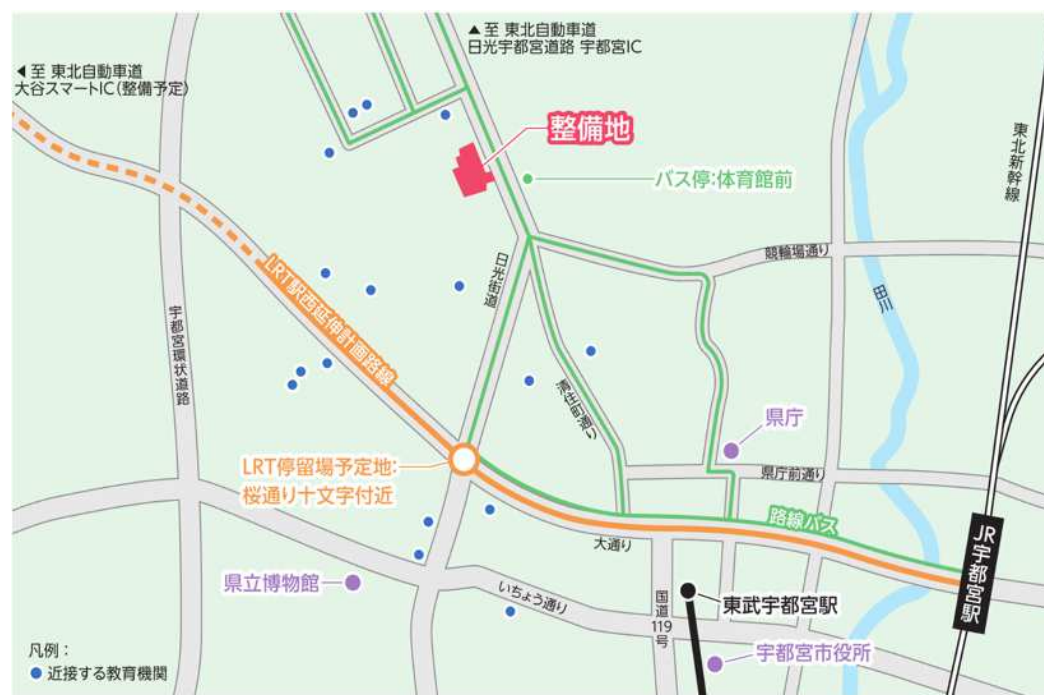 ▲至 東北自動車道
日光宇都宮道路 宇都宮IC
◀至 東北自動車道
大谷スマートIC(整備予定)
整備地
バス停:体育館前
東北新幹線
競輪場通り
日光街道
田川
LRT駅西延伸計画路線
宇都宮環状道路
清住町通り
県庁
LRT停留場予定地:
桜通り十文字付近
県庁前通り
路線バス
大通り
JR宇都宮駅
県立博物館
いちょう通り
国道119号
東武宇都宮駅
宇都宮市役所
凡例:
近接する教育機関